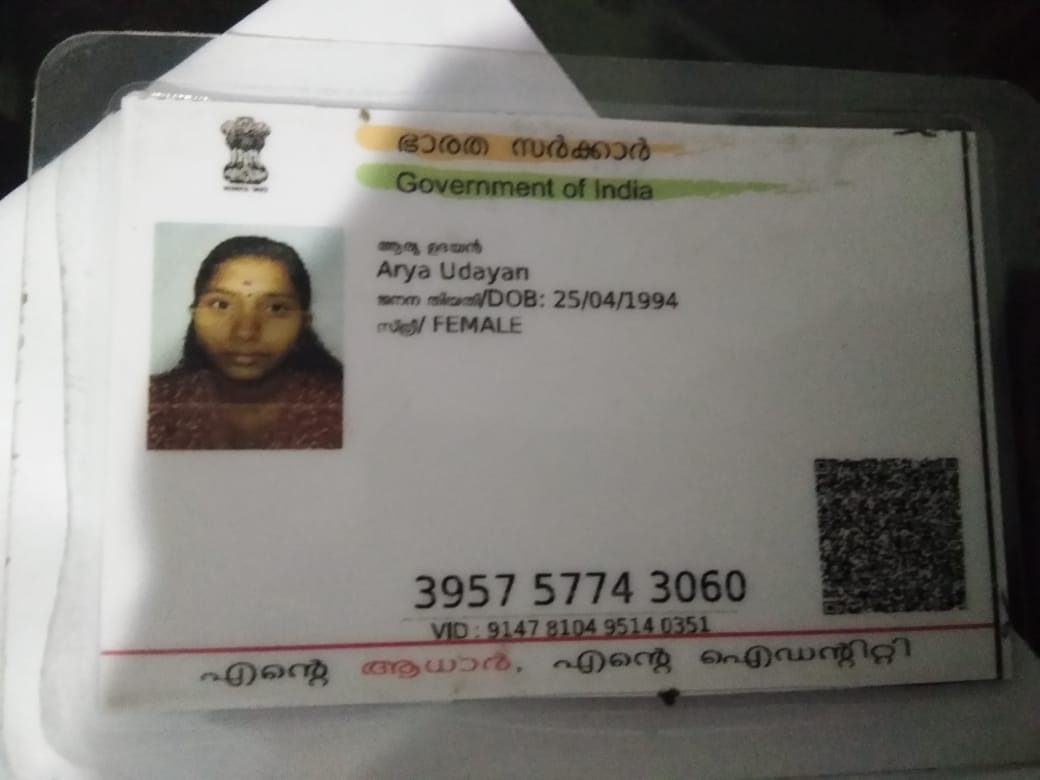 ഭാരത സർക്കാർ
Government of India
ആര്യ ഉദയൻ
Arya Udayan
ജനന തിയതി/DOB: 25/04/1994
സ്ത്രീ/ FEMALE
3957 5774 3060
VID : 9147 8104 9514 0351
എന്റെ ആധാർ, എന്റെ ഐഡന്റിറ്റി